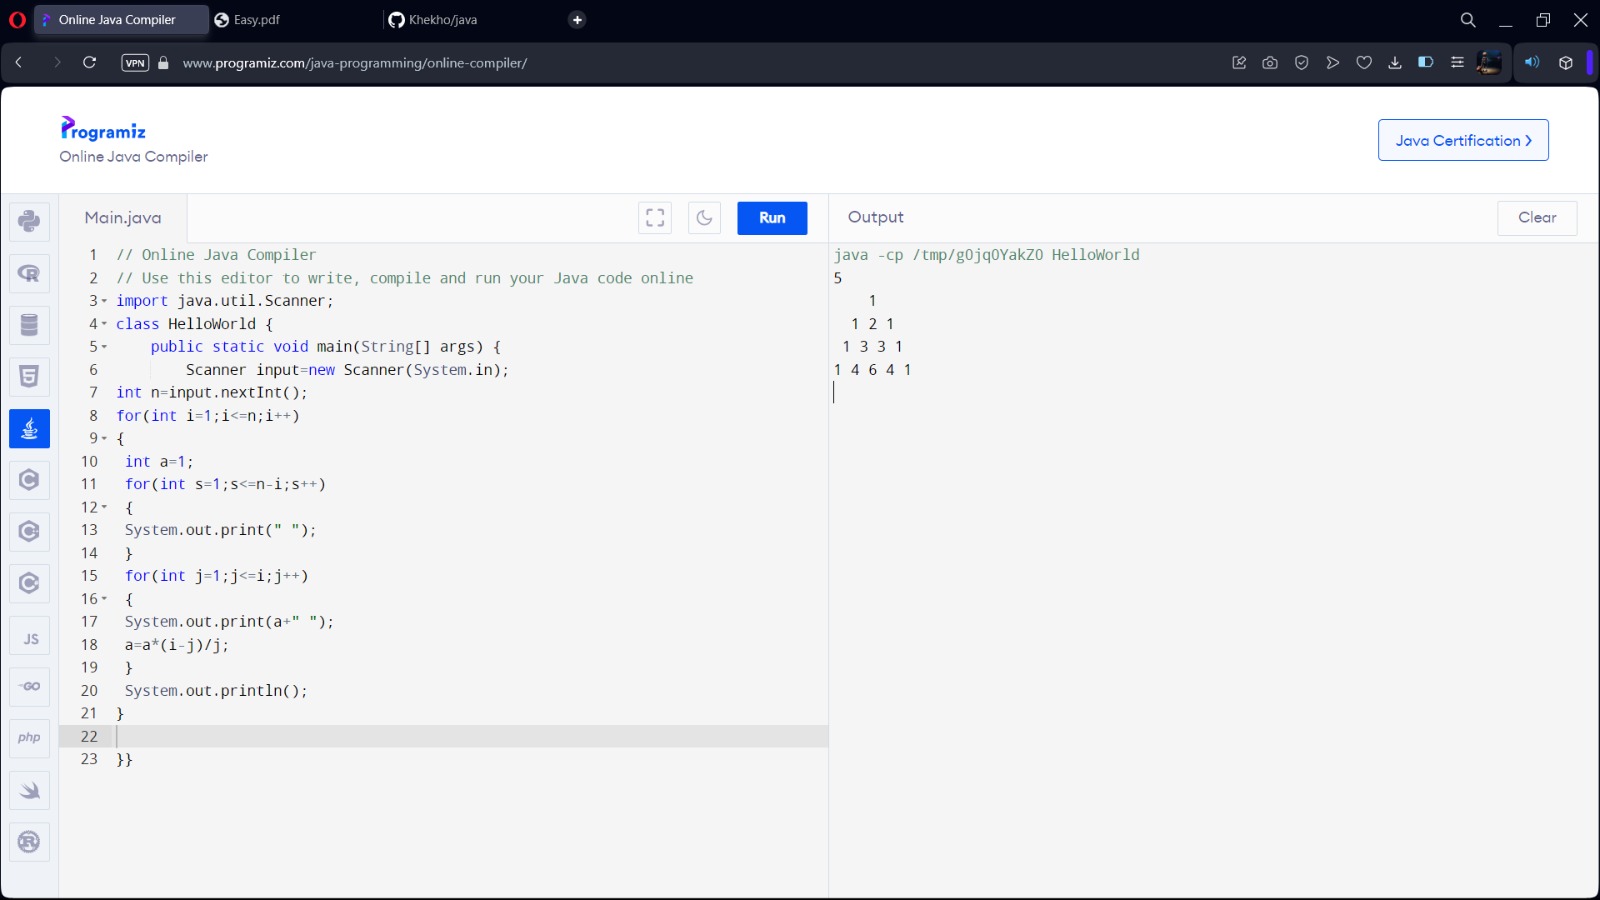 Online Java Compiler
Easy.pdf
Khekho/java
VPN
www.programiz.com/java-programming/online-compiler/
Programiz
Online Java Compiler
Java Certification
Main.java
Run
Output
Clear
1 // Online Java Compiler
2 // Use this editor to write, compile and run your Java code online
3 import java.util.Scanner;
4 class HelloWorld {
5 public static void main(String[] args) {
6 Scanner input=new Scanner(System.in);
7 int n=input.nextInt();
8 for(int i=1;i<=n;i++)
9 {
10 int a=1;
11 for(int s=1;s<=n-i;s++)
12 {
13 System.out.print(" ");
14 }
15 for(int j=1;j<=i;j++)
16 {
17 System.out.print(a+" ");
18 a=a*(i-j)/j;
19 }
20 System.out.println();
21 }
22
23 }}
java -cp /tmp/g0jq0YakZO HelloWorld
5
1
1 2 1
1 3 3 1
1 4 6 4 1
JS
GO
php